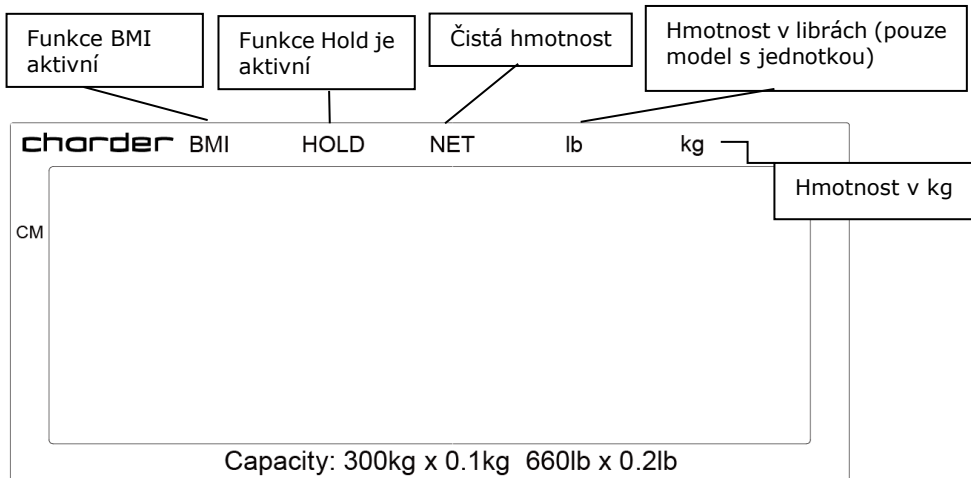 Funkce BMI
aktivní
Funkce Hold je
aktivní
Čistá hmotnost
Hmotnost v librách (pouze
model s jednotkou)
charder BMI HOLD NET lb kg
Hmotnost v kg
CM
Capacity: 300kg x 0.1kg 660lb x 0.2lb